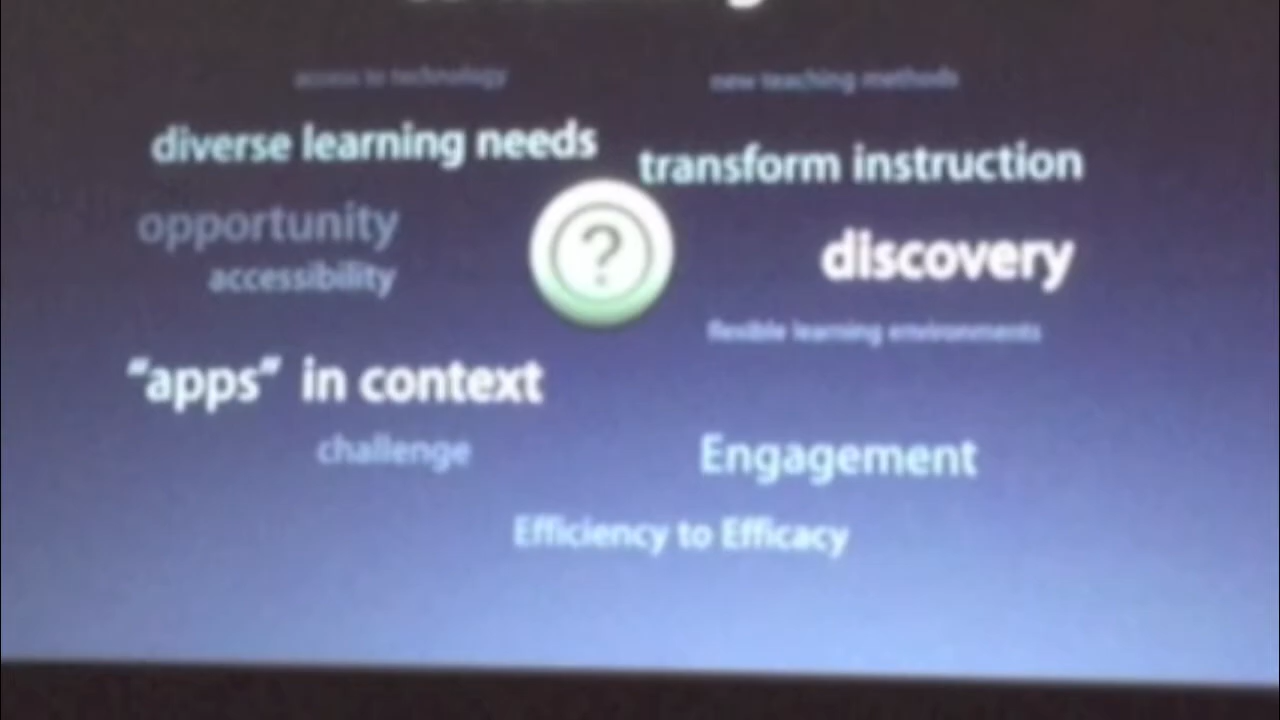 access to technology
new teaching methods
diverse learning needs
transform instruction
opportunity
?
discovery
accessibility
flexible learning environments
"apps" in context
challenge
Engagement
Efficiency to Efficacy